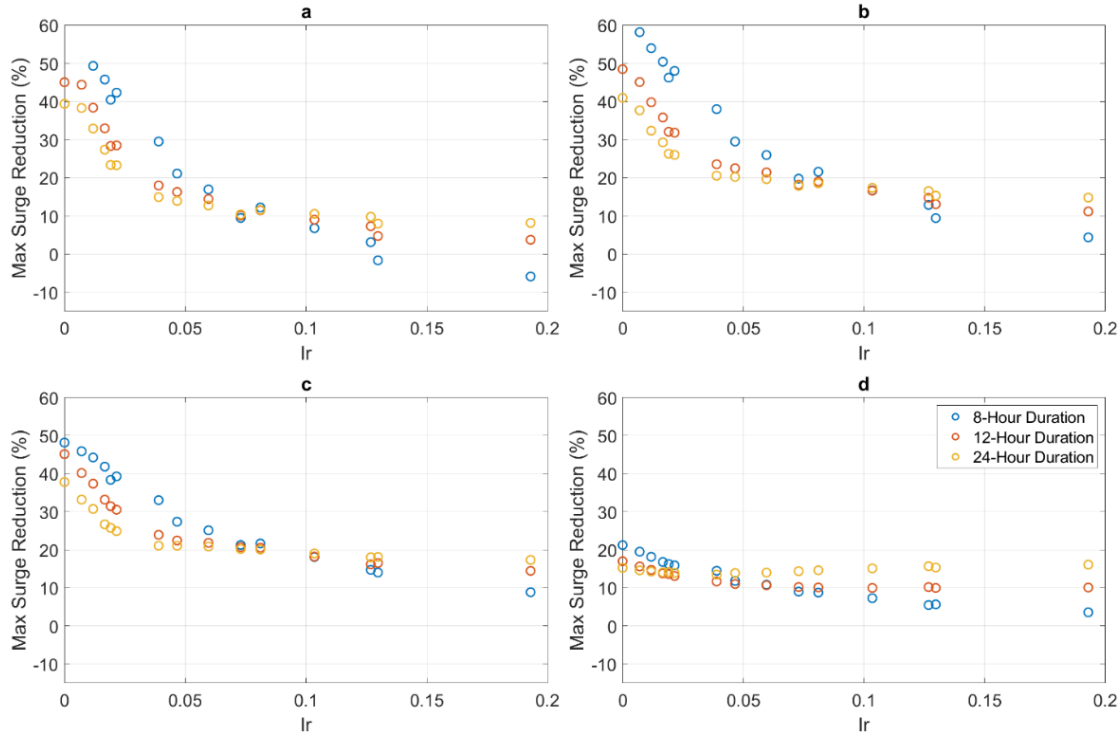 a
Max Surge Reduction (%)
60
50
40
30
20
10
0
-10
0 0.05 0.1 0.15 0.2
Ir
b
Max Surge Reduction (%)
60
50
40
30
20
10
0
-10
0 0.05 0.1 0.15 0.2
Ir
c
Max Surge Reduction (%)
60
50
40
30
20
10
0
-10
0 0.05 0.1 0.15 0.2
Ir
d
Max Surge Reduction (%)
60
50
40
30
20
10
0
-10
0 0.05 0.1 0.15 0.2
Ir
8-Hour Duration
12-Hour Duration
24-Hour Duration